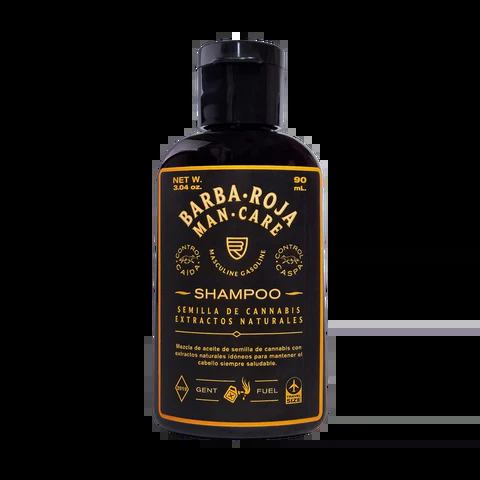 NET W.
3.04 oz.
90
mL.
BARBA·ROJA
MAN·CARE
MASCULINE GASOLINE
CONTROL
CAÍDA
CONTROL
CASPA
SHAMPOO
SEMILLA DE CANNABIS
EXTRACTOS NATURALES
Mezcla de aceite de semilla de cannabis con
extractos naturales idóneos para mantener el
cabello siempre saludable.
GENT
FUEL
TRAVEL
SIZE